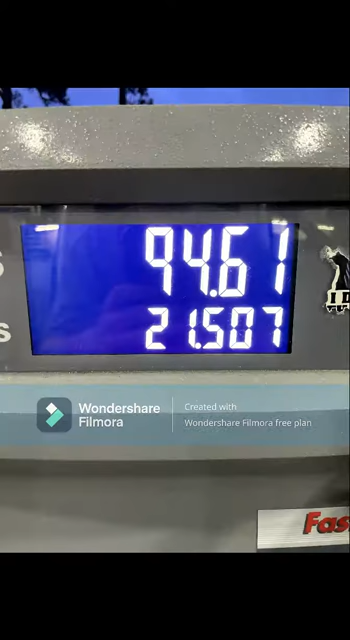 94.61
21.507
Wondershare
Filmora
Created with
Wondershare Filmora free plan